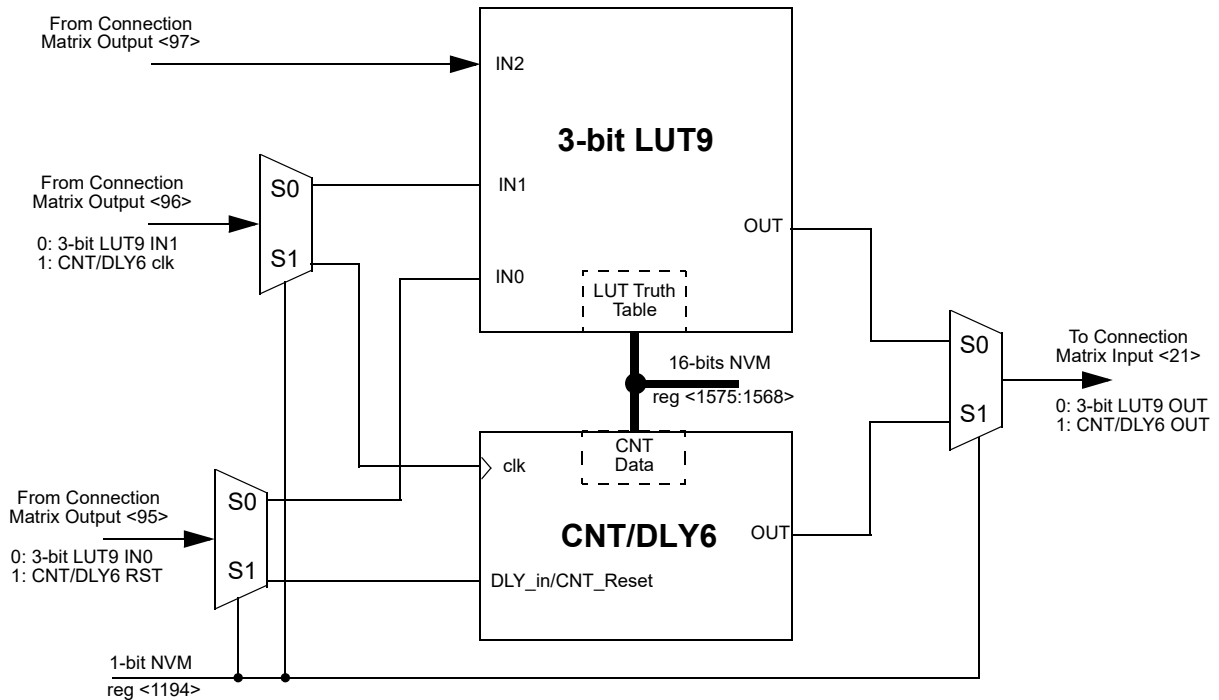 From Connection
Matrix Output <97>
IN2
3-bit LUT9
From Connection
Matrix Output <96>
S0
IN1
0: 3-bit LUT9 IN1
1: CNT/DLY6 clk
S1
IN0
OUT
LUT Truth
Table
16-bits NVM
reg <1575:1568>
S0
To Connection
Matrix Input <21>
S1
0: 3-bit LUT9 OUT
1: CNT/DLY6 OUT
CNT
Data
clk
From Connection
Matrix Output <95>
S0
CNT/DLY6
OUT
0: 3-bit LUT9 IN0
1: CNT/DLY6 RST
S1
DLY_in/CNT_Reset
1-bit NVM
reg <1194>